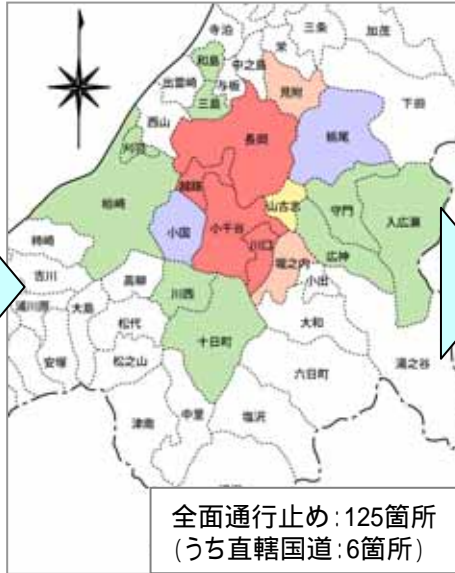 寺泊
三条
加茂
栄
和島
中之島
出雲崎
与板
見附
下田
三島
西山
長岡
栃尾
刈羽
越路
柏崎
山古志
守門
入広瀬
小国
小千谷
川口
広神
柿崎
堀之内
吉川
高柳
川西
小出
浦川原
大島
大和
松代
十日町
湯之谷
安塚
松之山
六日町
中里
塩沢
津南
全面通行止め:125箇所
(うち直轄国道:6箇所)